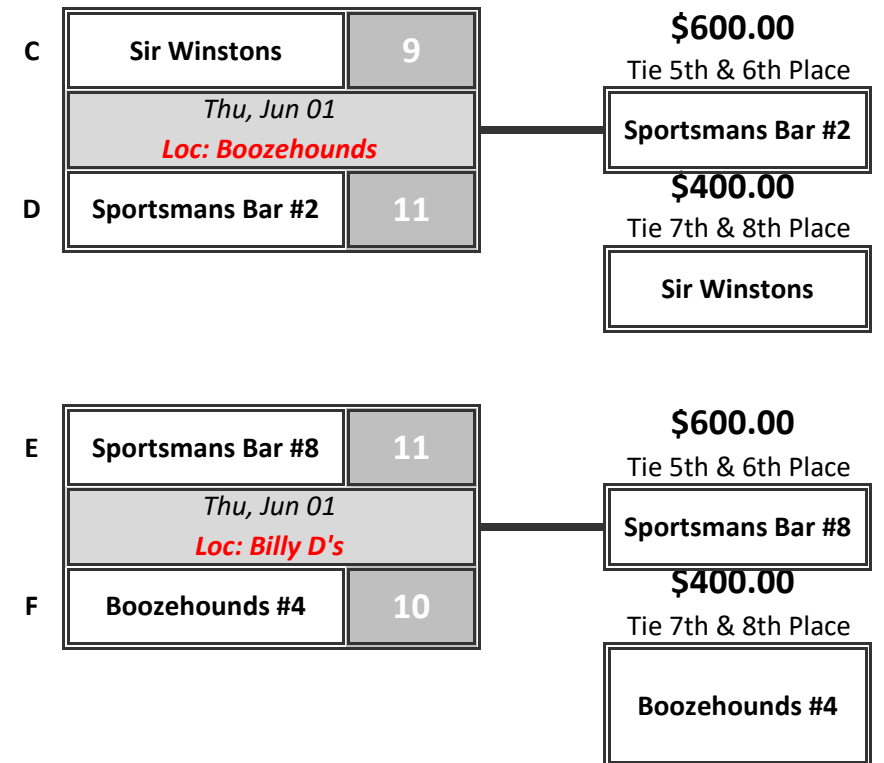 C
Sir Winstons
9
Thu, Jun 01
Loc: Boozehounds
D
Sportsmans Bar #2
11
$600.00
Tie 5th & 6th Place
Sportsmans Bar #2
$400.00
Tie 7th & 8th Place
Sir Winstons
E
Sportsmans Bar #8
11
Thu, Jun 01
Loc: Billy D's
F
Boozehounds #4
10
$600.00
Tie 5th & 6th Place
Sportsmans Bar #8
$400.00
Tie 7th & 8th Place
Boozehounds #4